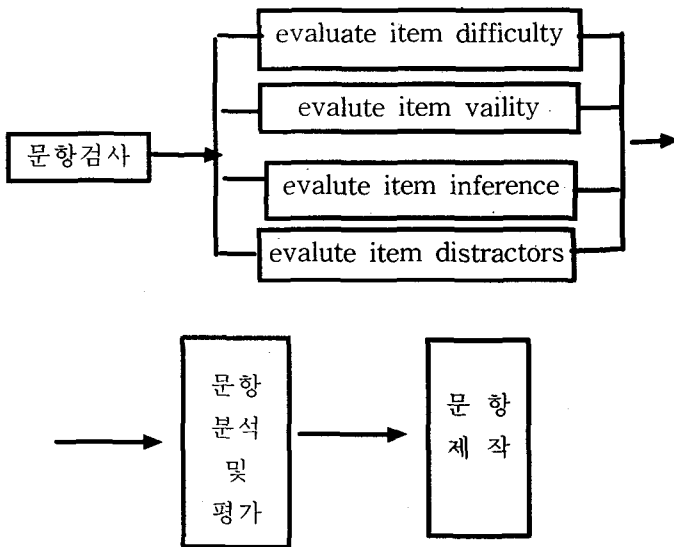 evaluate item difficulty
evalute item vaility
문항검사
evalute item inference
evalute item distractors
문항
분석
및
평가
문 항
제 작